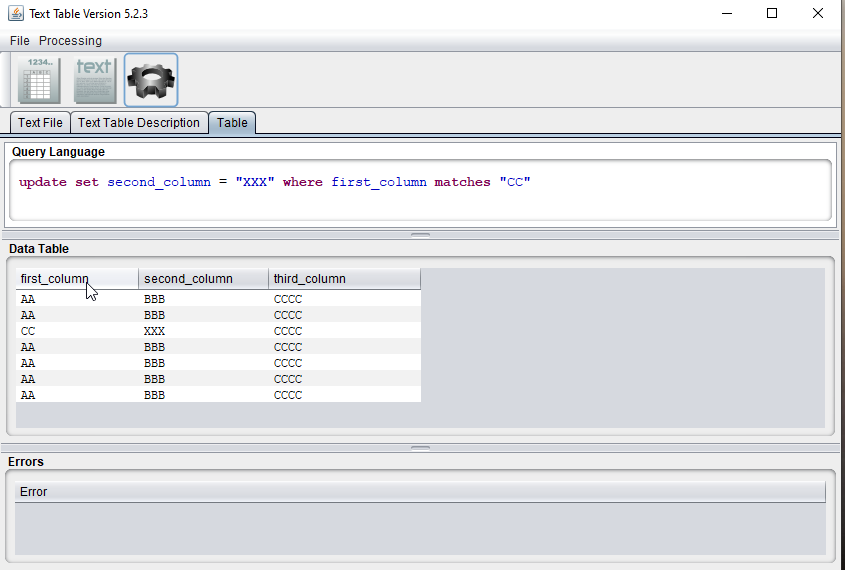 Text Table Version 5.2.3
File Processing
1234..
text
Text File Text Table Description Table
Query Language
update set second_column = "XXX" where first_column matches "CC"
Data Table
first_column second_column third_column
AA BBB CCCC
AA BBB CCCC
CC XXX CCCC
AA BBB CCCC
AA BBB CCCC
AA BBB CCCC
AA BBB CCCC
Errors
Error